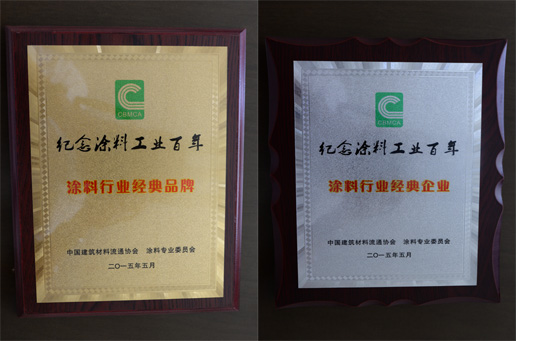 CBMCA
纪念涂料工业百年
涂料行业经典品牌
中国建筑材料流通协会 涂料专业委员会
二〇一五年五月
CBMCA
纪念涂料工业百年
涂料行业经典企业
中国建筑材料流通协会 涂料专业委员会
二〇一五年五月